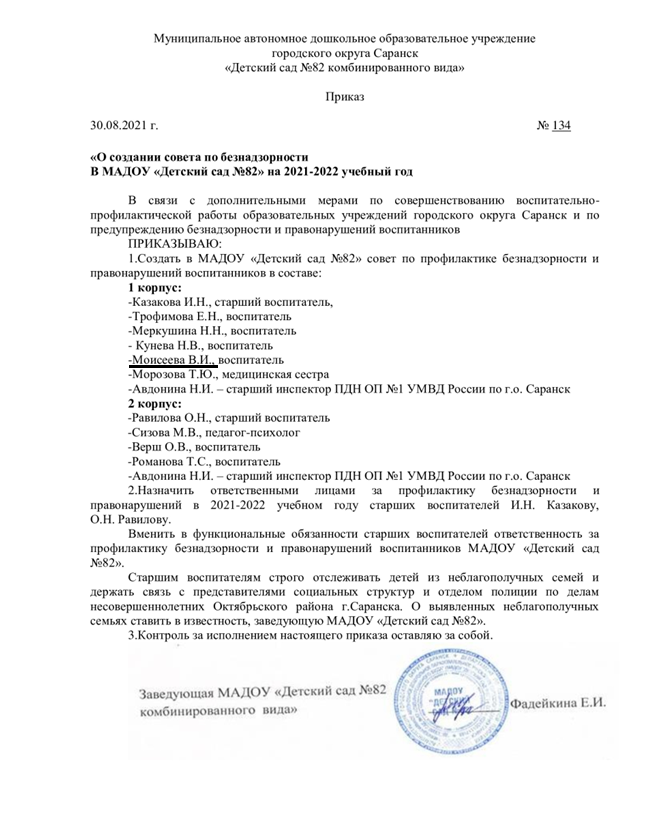 Муниципальное автономное дошкольное образовательное учреждение
городского округа Саранск
«Детский сад №82 комбинированного вида»
Приказ
30.08.2021 г. № 134
«О создании совета по безнадзорности
В МАДОУ «Детский сад №82» на 2021-2022 учебный год
В связи с дополнительными мерами по совершенствованию воспитательно-
профилактической работы образовательных учреждений городского округа Саранск и по
предупреждению безнадзорности и правонарушений воспитанников
ПРИКАЗЫВАЮ:
1.Создать в МАДОУ «Детский сад №82» совет по профилактике безнадзорности и
правонарушений воспитанников в составе:
1 корпус:
-Казакова И.Н., старший воспитатель,
-Трофимова Е.Н., воспитатель
-Меркушина Н.Н., воспитатель
- Кунева Н.В., воспитатель
-Моисеева В.И., воспитатель
-Морозова Т.Ю., медицинская сестра
-Авдонина Н.И. – старший инспектор ПДН ОП №1 УМВД России по г.о. Саранск
2 корпус:
-Равилова О.Н., старший воспитатель
-Сизова М.В., педагог-психолог
-Верш О.В., воспитатель
-Романова Т.С., воспитатель
-Авдонина Н.И. – старший инспектор ПДН ОП №1 УМВД России по г.о. Саранск
2.Назначить ответственными лицами за профилактику безнадзорности и
правонарушений в 2021-2022 учебном году старших воспитателей И.Н. Казакову,
О.Н. Равилову.
Вменить в функциональные обязанности старших воспитателей ответственность за
профилактику безнадзорности и правонарушений воспитанников МАДОУ «Детский сад
№82».
Старшим воспитателям строго отслеживать детей из неблагополучных семей и
держать связь с представителями социальных структур и отделом полиции по делам
несовершеннолетних Октябрьского района г.Саранска. О выявленных неблагополучных
семьях ставить в известность, заведующую МАДОУ «Детский сад №82».
3.Контроль за исполнением настоящего приказа оставляю за собой.
Заведующая МАДОУ «Детский сад №82
комбинированного вида» Фадейкина Е.И.
МАДОУ